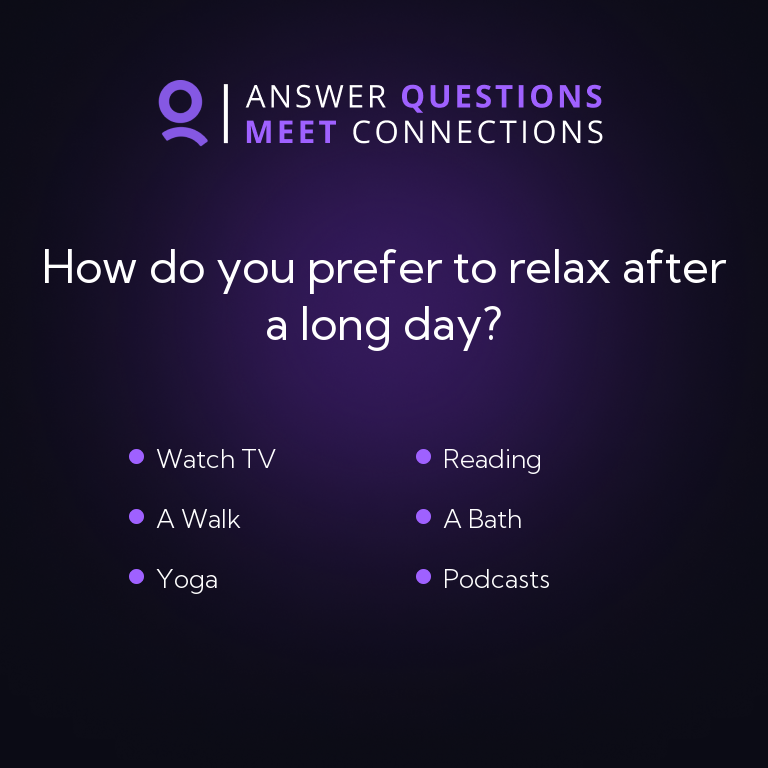 ANSWER QUESTIONS
MEET CONNECTIONS
How do you prefer to relax after
a long day?
Watch TV
A Walk
Yoga
Reading
A Bath
Podcasts